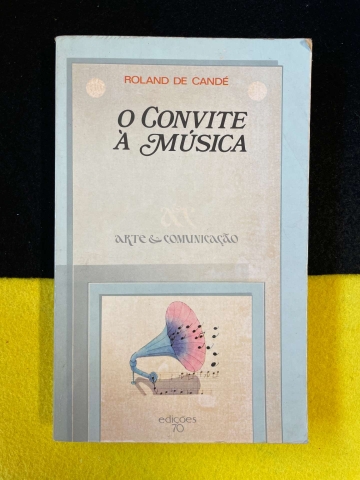 ROLAND DE CANDÉ
O CONVITE
À MÚSICA
ARTE & COMUNICAÇÃO
edições
70